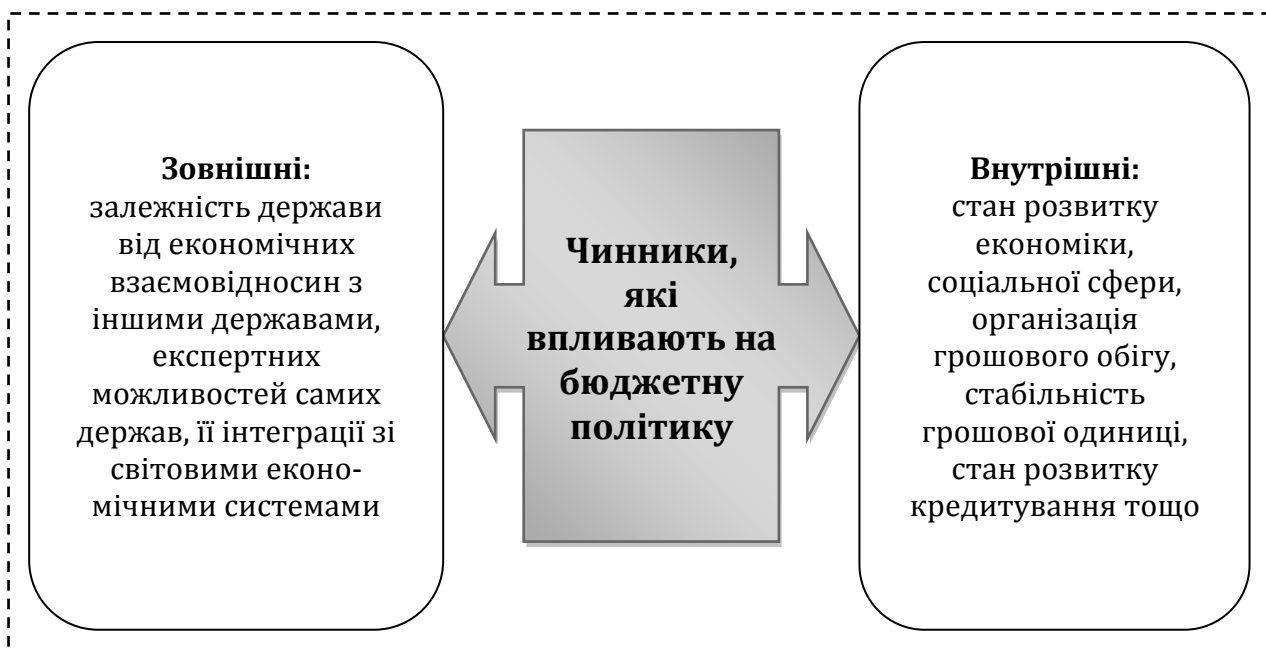 Зовнішні:
залежність держави
від економічних
взаємовідносин з
іншими державами,
експертних
можливостей самих
держав, її інтеграції зі
світовими еконо-
мічними системами
Чинники,
які
впливають на
бюджетну
політику
Внутрішні:
стан розвитку
економіки,
соціальної сфери,
організація
грошового обігу,
стабільність
грошової одиниці,
стан розвитку
кредитування тощо